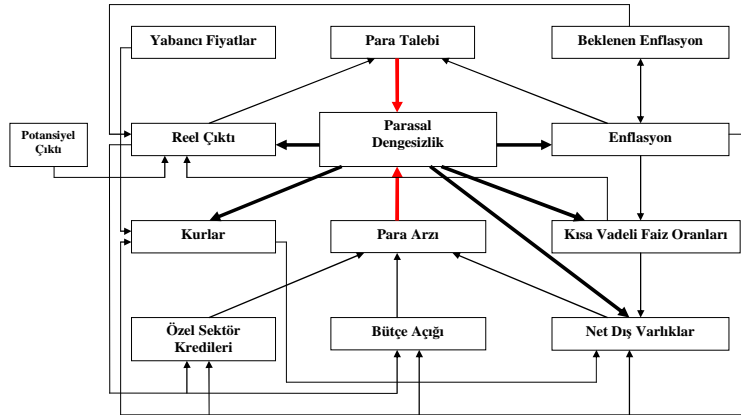 Yabancı Fiyatlar
Para Talebi
Beklenen Enflasyon
Potansiyel
Çıktı
Reel Çıktı
Parasal
Dengesizlik
Enflasyon
Kurlar
Para Arzı
Kısa Vadeli Faiz Oranları
Özel Sektör
Kredileri
Bütçe Açığı
Net Dış Varlıklar